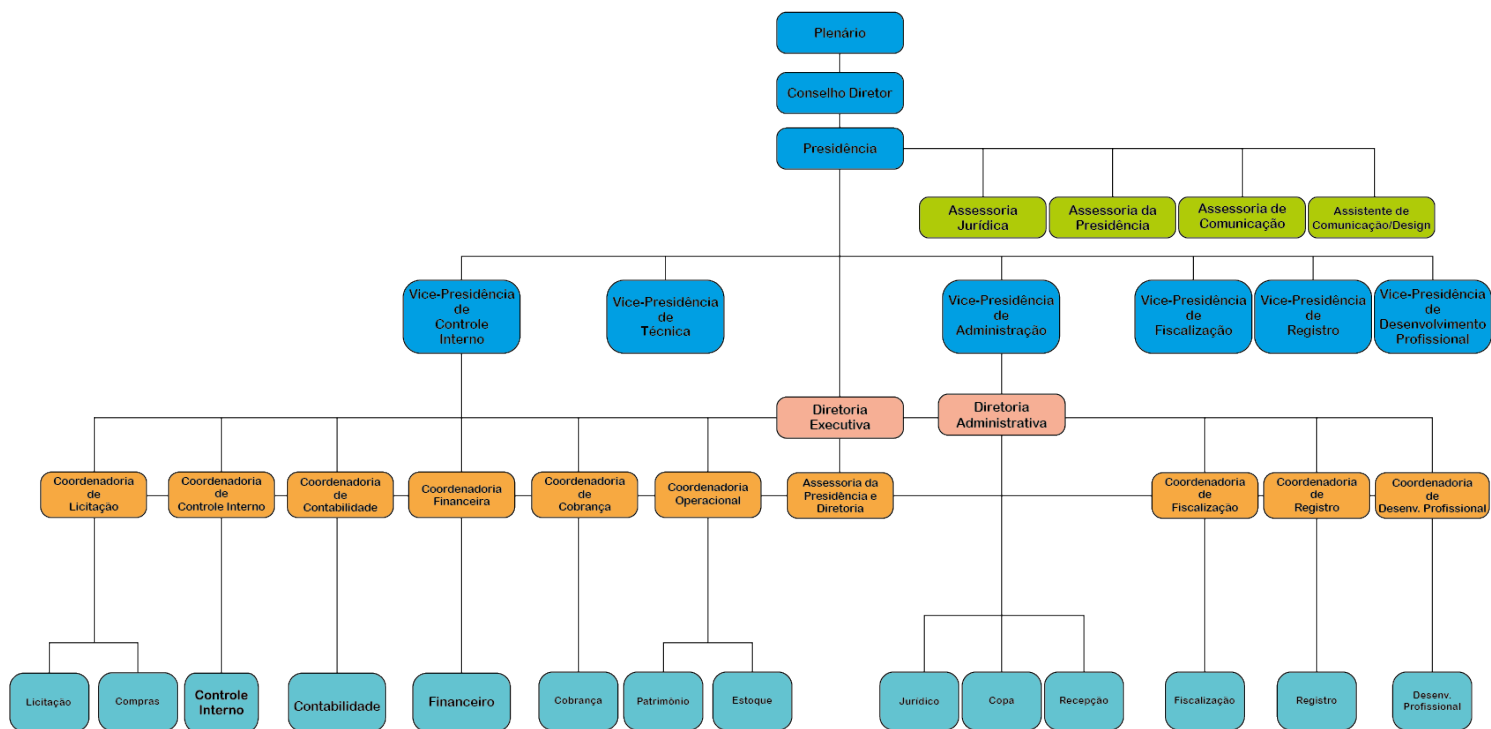 Plenário
Conselho Diretor
Presidência
Assessoria
Jurídica
Assessoria da
Presidência
Assessoria de
Comunicação
Assistente de
Comunicação/Design
Vice-Presidência
de
Controle
Interno
Vice-Presidência
de
Técnica
Vice-Presidência
de
Administração
Vice-Presidência
de
Fiscalização
Vice-Presidência
de
Registro
Vice-Presidência
de
Desenvolvimento
Profissional
Diretoria
Executiva
Diretoria
Administrativa
Coordenadoria
de
Licitação
Coordenadoria
de
Controle Interno
Coordenadoria
de
Contabilidade
Coordenadoria
Financeira
Coordenadoria
de
Cobrança
Coordenadoria
Operacional
Assessoria da
Presidência e
Diretoria
Coordenadoria
de
Fiscalização
Coordenadoria
de
Registro
Coordenadoria
de
Desenv. Profissional
Licitação
Compras
Controle
Interno
Contabilidade
Financeiro
Cobrança
Patrimônio
Estoque
Jurídico
Copa
Recepção
Fiscalização
Registro
Desenv.
Profissional